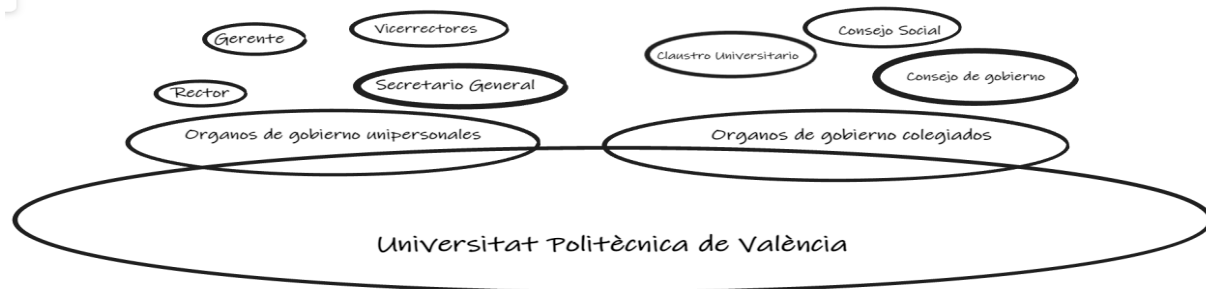 Vicerrectores
Gerente
Consejo Social
Claustro Universitario
Consejo de gobierno
Secretario General
Rector
Organos de gobierno unipersonales
Organos de gobierno colegiados
Universitat Politècnica de València